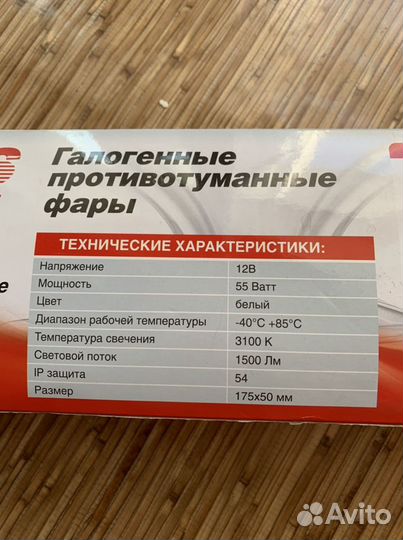 Галогенные
противотуманные
фары
ТЕХНИЧЕСКИЕ ХАРАКТЕРИСТИКИ:
Напряжение 12В
Мощность 55 Ватт
Цвет белый
Диапазон рабочей температуры -40°C +85°C
Температура свечения 3100 К
Световой поток 1500 Лм
IP защита 54
Размер 175х50 мм
Avito